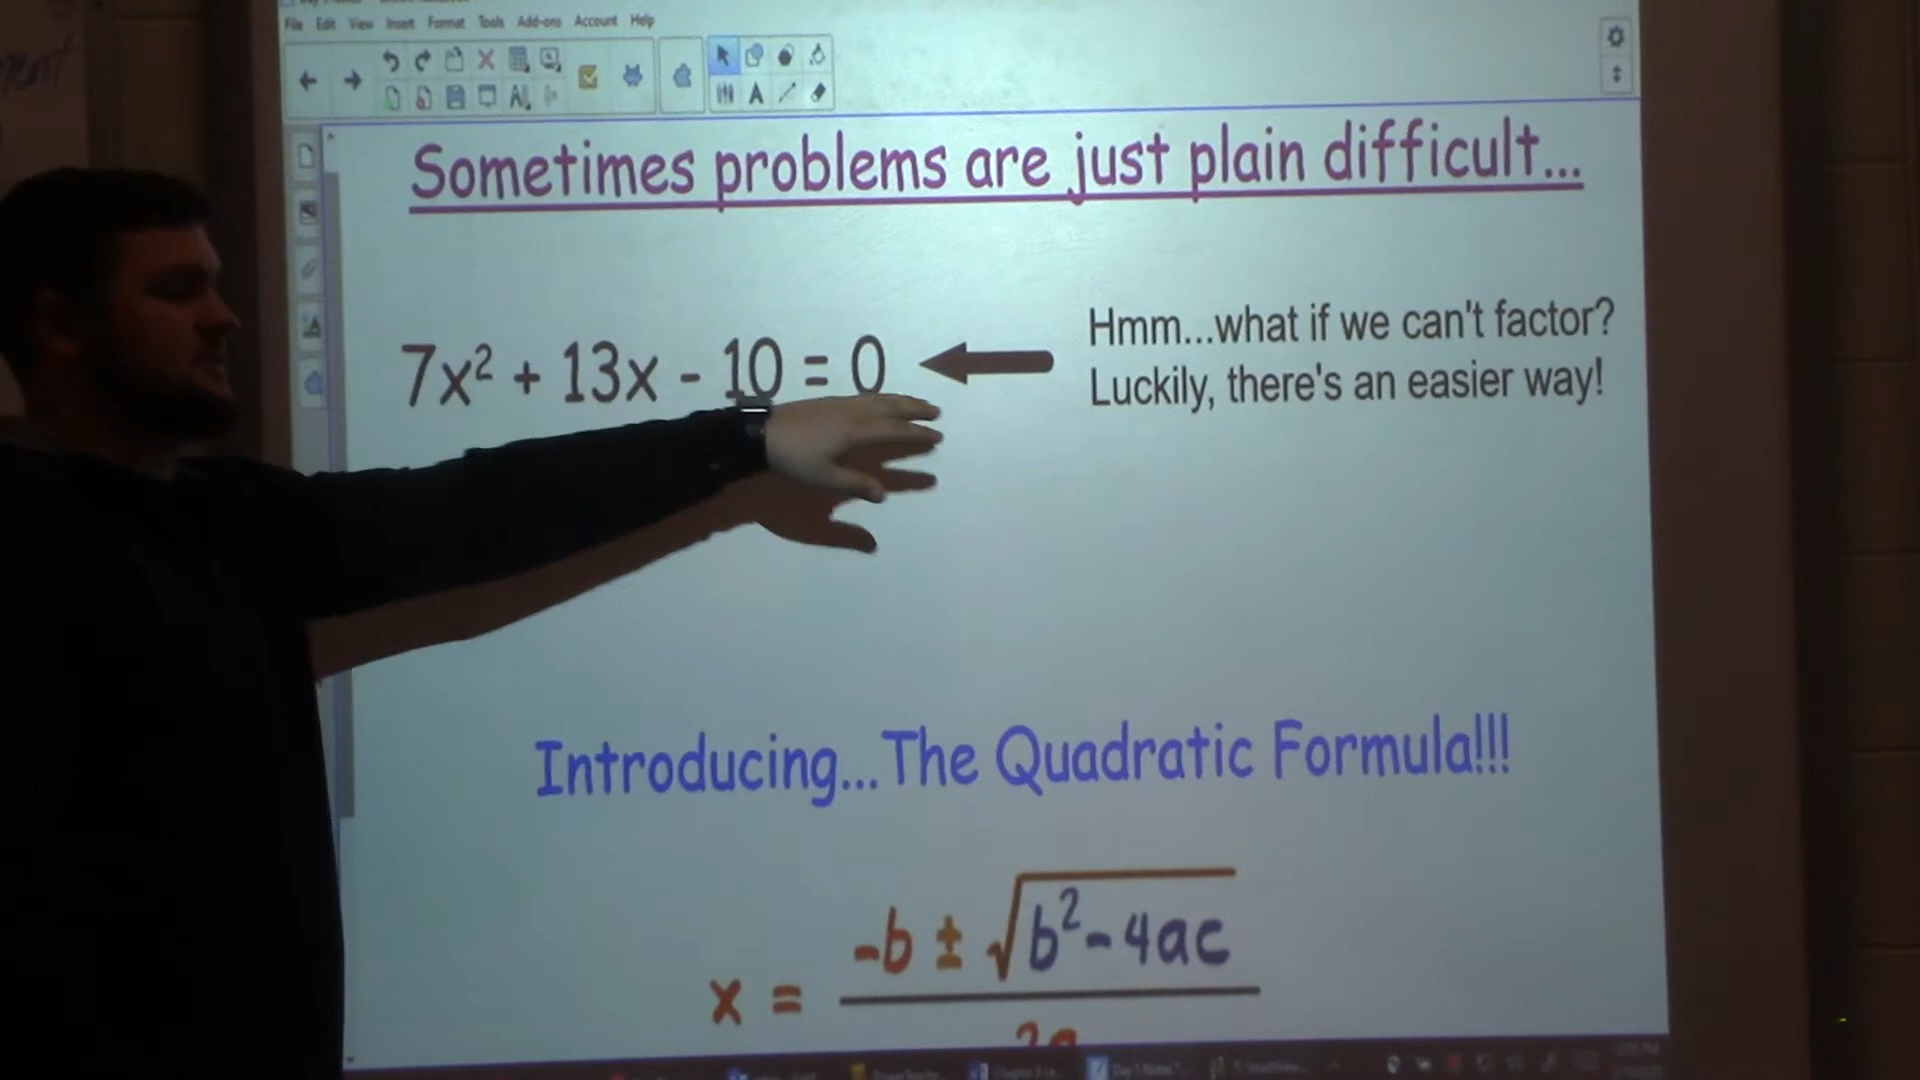 File Edit View Insert Format Tools Add-ons Account Help
Sometimes problems are just plain difficult...
7x² + 13x - 10 = 0
Hmm...what if we can't factor?
Luckily, there's an easier way!
Introducing...The Quadratic Formula!!!
-b ± √b² - 4ac
x =
2a